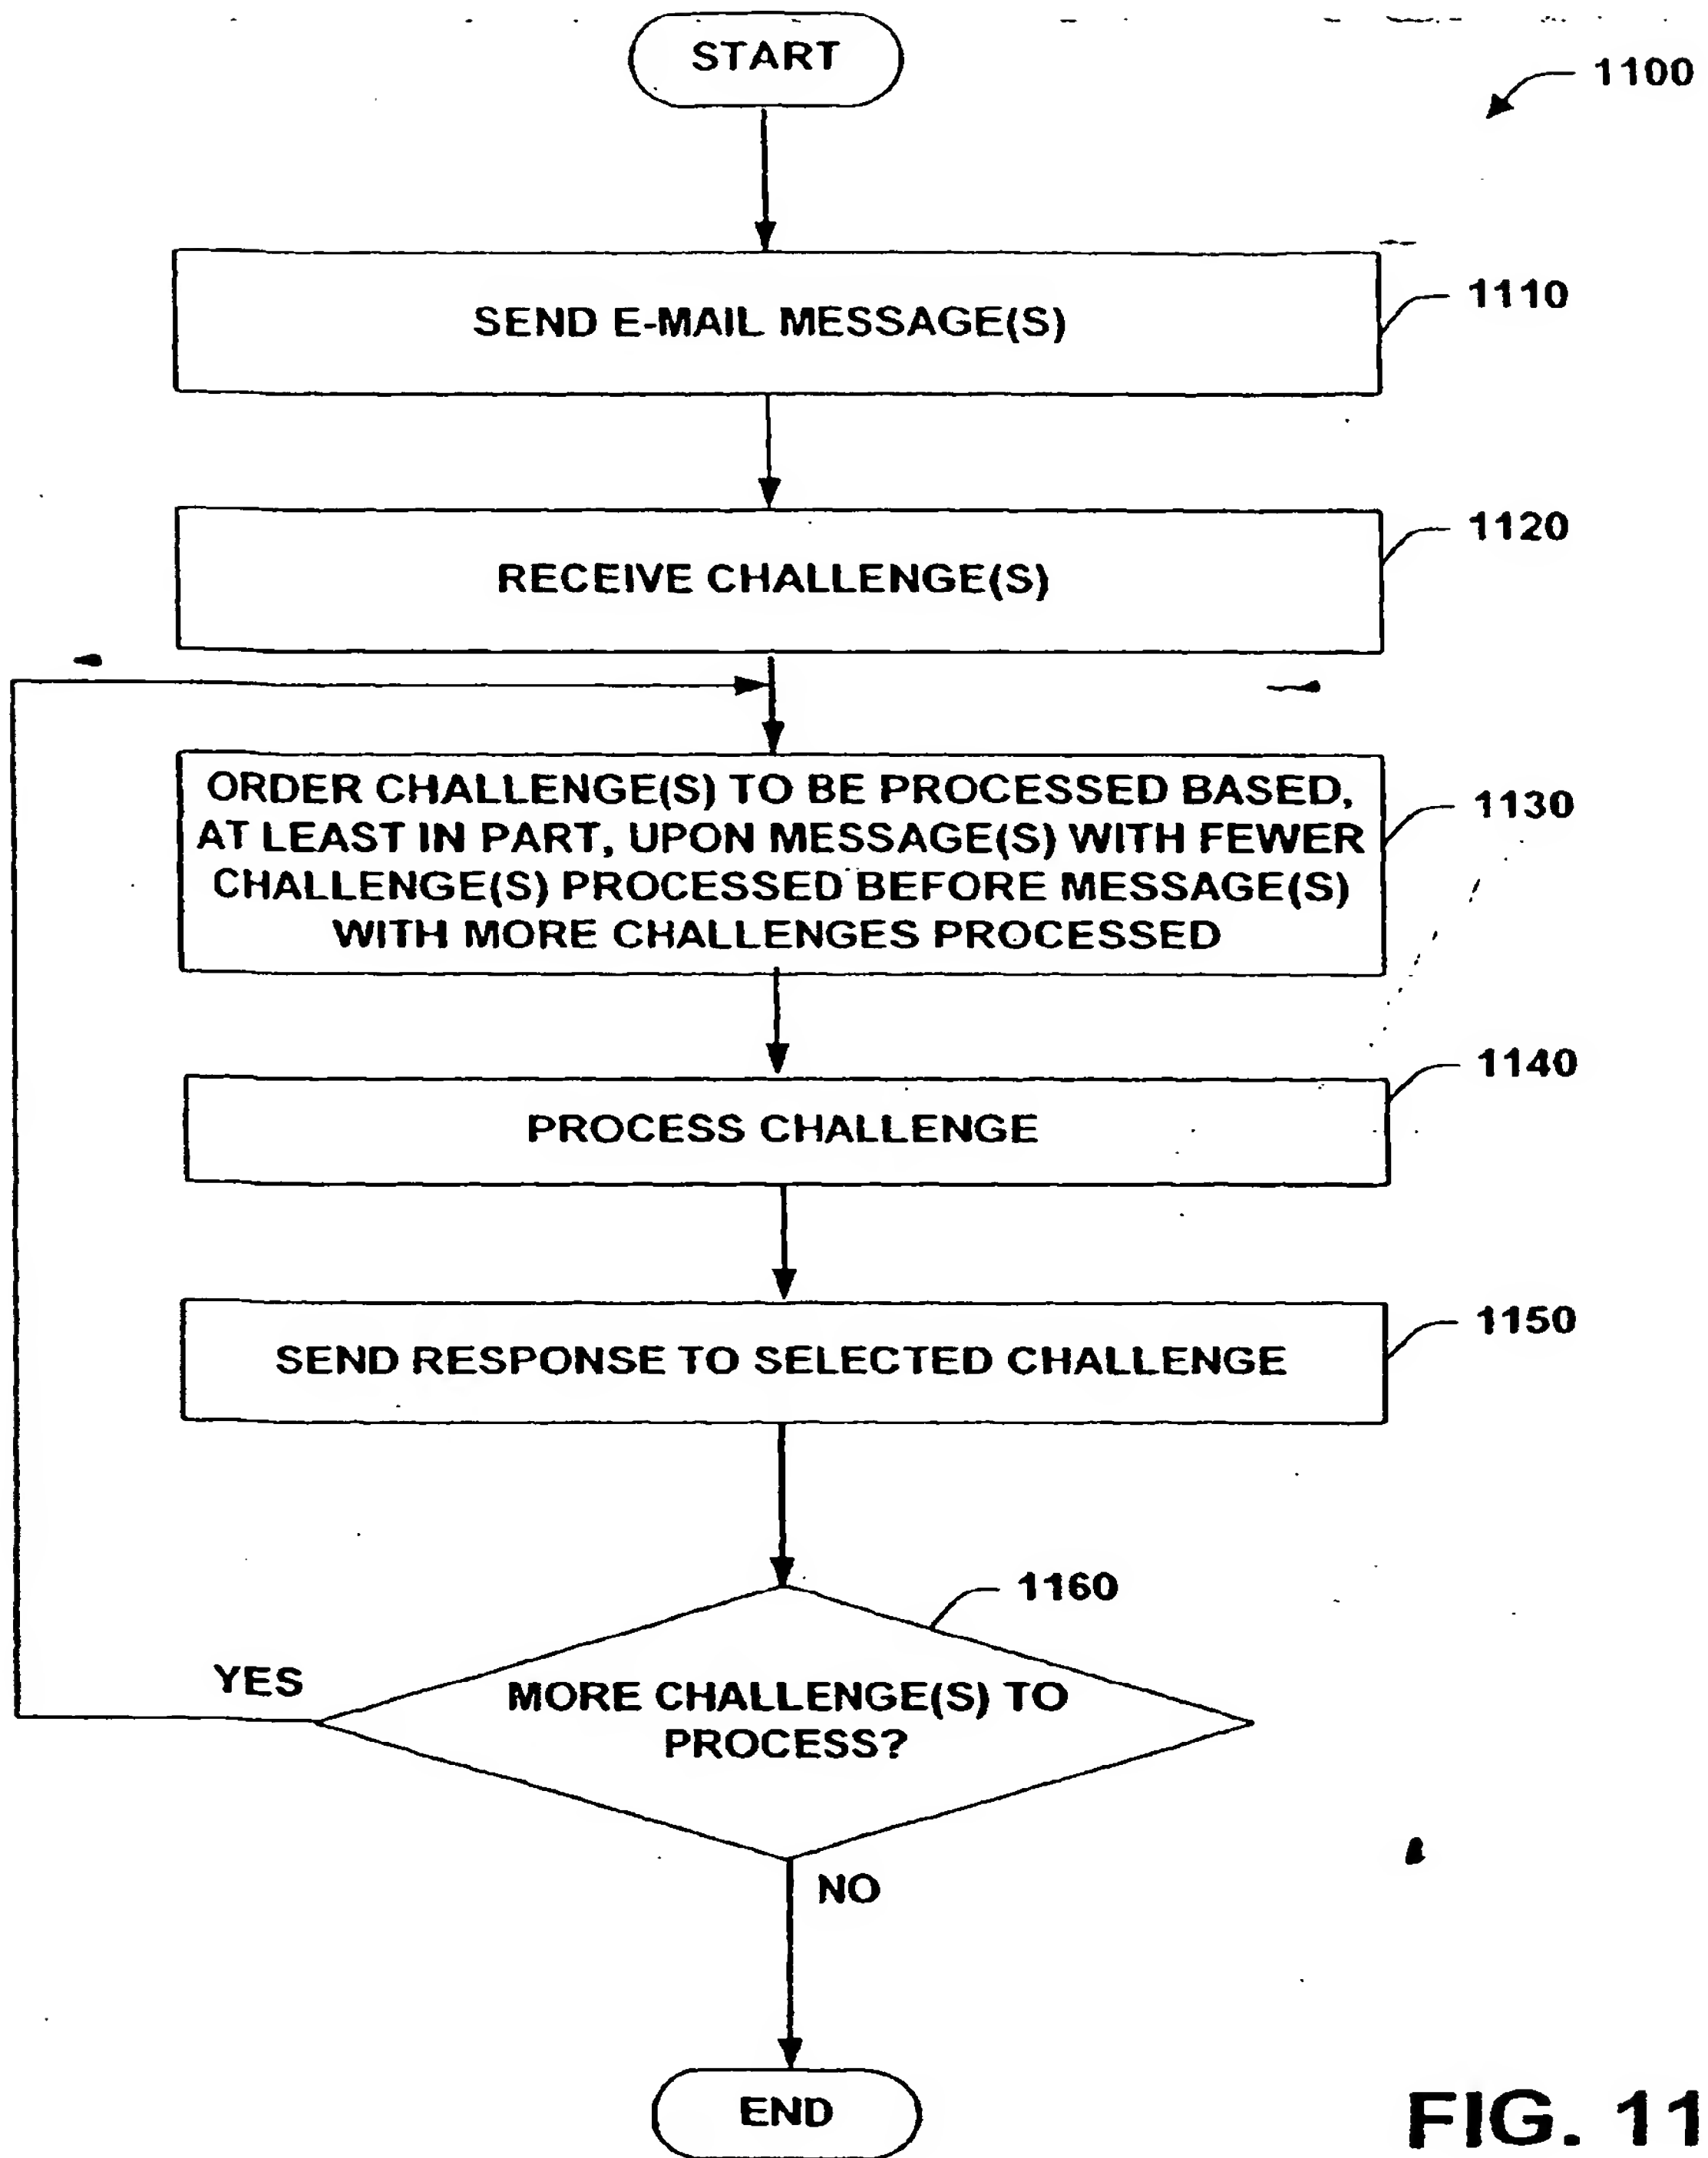 START
1100
SEND E-MAIL MESSAGE(S)
1110
RECEIVE CHALLENGE(S)
1120
ORDER CHALLENGE(S) TO BE PROCESSED BASED,
AT LEAST IN PART, UPON MESSAGE(S) WITH FEWER
CHALLENGE(S) PROCESSED BEFORE MESSAGE(S)
WITH MORE CHALLENGES PROCESSED
1130
PROCESS CHALLENGE
1140
SEND RESPONSE TO SELECTED CHALLENGE
1150
1160
YES
MORE CHALLENGE(S) TO
PROCESS?
NO
END
FIG. 11